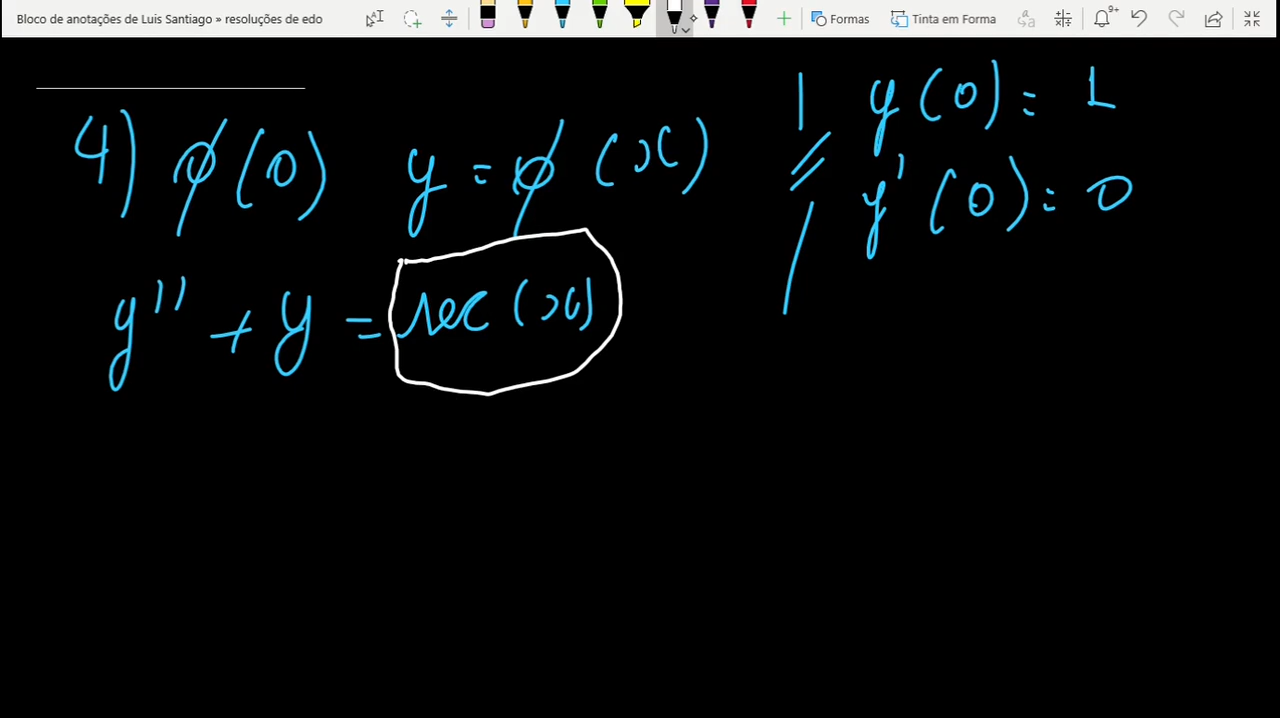 Bloco de anotações de Luis Santiago » resoluções de edo
Formas
Tinta em Forma
9+
4) ϕ(0) y = ϕ(x)
y(0) = 1
y'(0) = 0
y'' + y = sec(x)